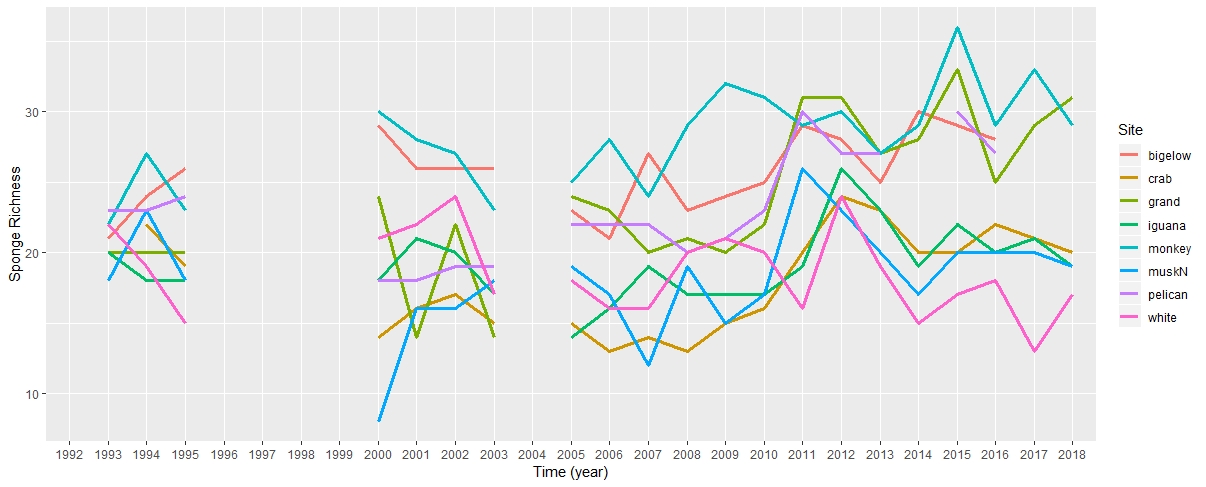 Sponge Richness
30
20
10
1992 1993 1994 1995 1996 1997 1998 1999 2000 2001 2002 2003 2004 2005 2006 2007 2008 2009 2010 2011 2012 2013 2014 2015 2016 2017 2018
Time (year)
Site
bigelow
crab
grand
iguana
monkey
muskN
pelican
white